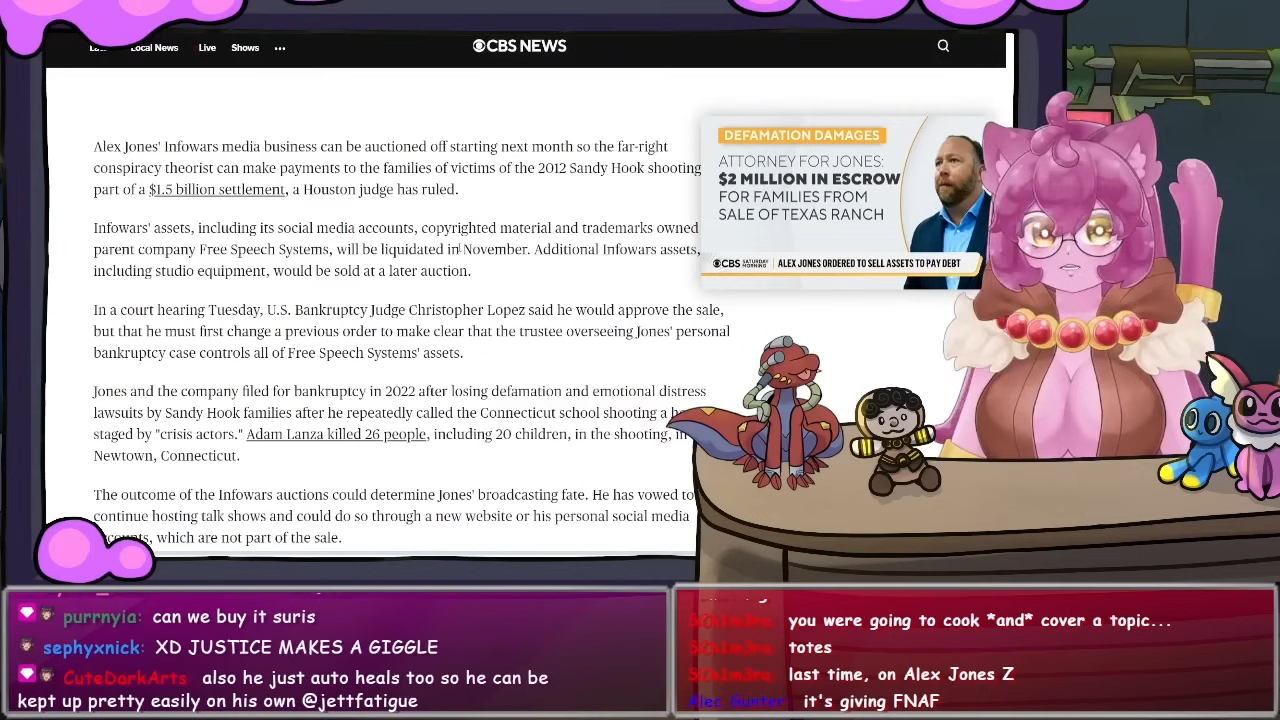 Local News Live Shows ...
CBS NEWS
Alex Jones' Infowars media business can be auctioned off starting next month so the far-right
conspiracy theorist can make payments to the families of victims of the 2012 Sandy Hook shooting
part of a $1.5 billion settlement, a Houston judge has ruled.
Infowars' assets, including its social media accounts, copyrighted material and trademarks owned
parent company Free Speech Systems, will be liquidated in November. Additional Infowars assets,
including studio equipment, would be sold at a later auction.
In a court hearing Tuesday, U.S. Bankruptcy Judge Christopher Lopez said he would approve the sale,
but that he must first change a previous order to make clear that the trustee overseeing Jones' personal
bankruptcy case controls all of Free Speech Systems' assets.
Jones and the company filed for bankruptcy in 2022 after losing defamation and emotional distress
lawsuits by Sandy Hook families after he repeatedly called the Connecticut school shooting a
staged by "crisis actors." Adam Lanza killed 26 people, including 20 children, in the shooting, in
Newtown, Connecticut.
The outcome of the Infowars auctions could determine Jones' broadcasting fate. He has vowed to
continue hosting talk shows and could do so through a new website or his personal social media
accounts, which are not part of the sale.
DEFAMATION DAMAGES
ATTORNEY FOR JONES:
$2 MILLION IN ESCROW
FOR FAMILIES FROM
SALE OF TEXAS RANCH
CBS SATURDAY MORNING ALEX JONES ORDERED TO SELL ASSETS TO PAY DEBT
purrnyia: can we buy it suris
sephyxnick: XD JUSTICE MAKES A GIGGLE
CuteDarkArts: also he just auto heals too so he can be
kept up pretty easily on his own @jettfatigue
you were going to cook *and* cover a topic...
totes
last time, on Alex Jones Z
Alec Gunter: it's giving FNAF